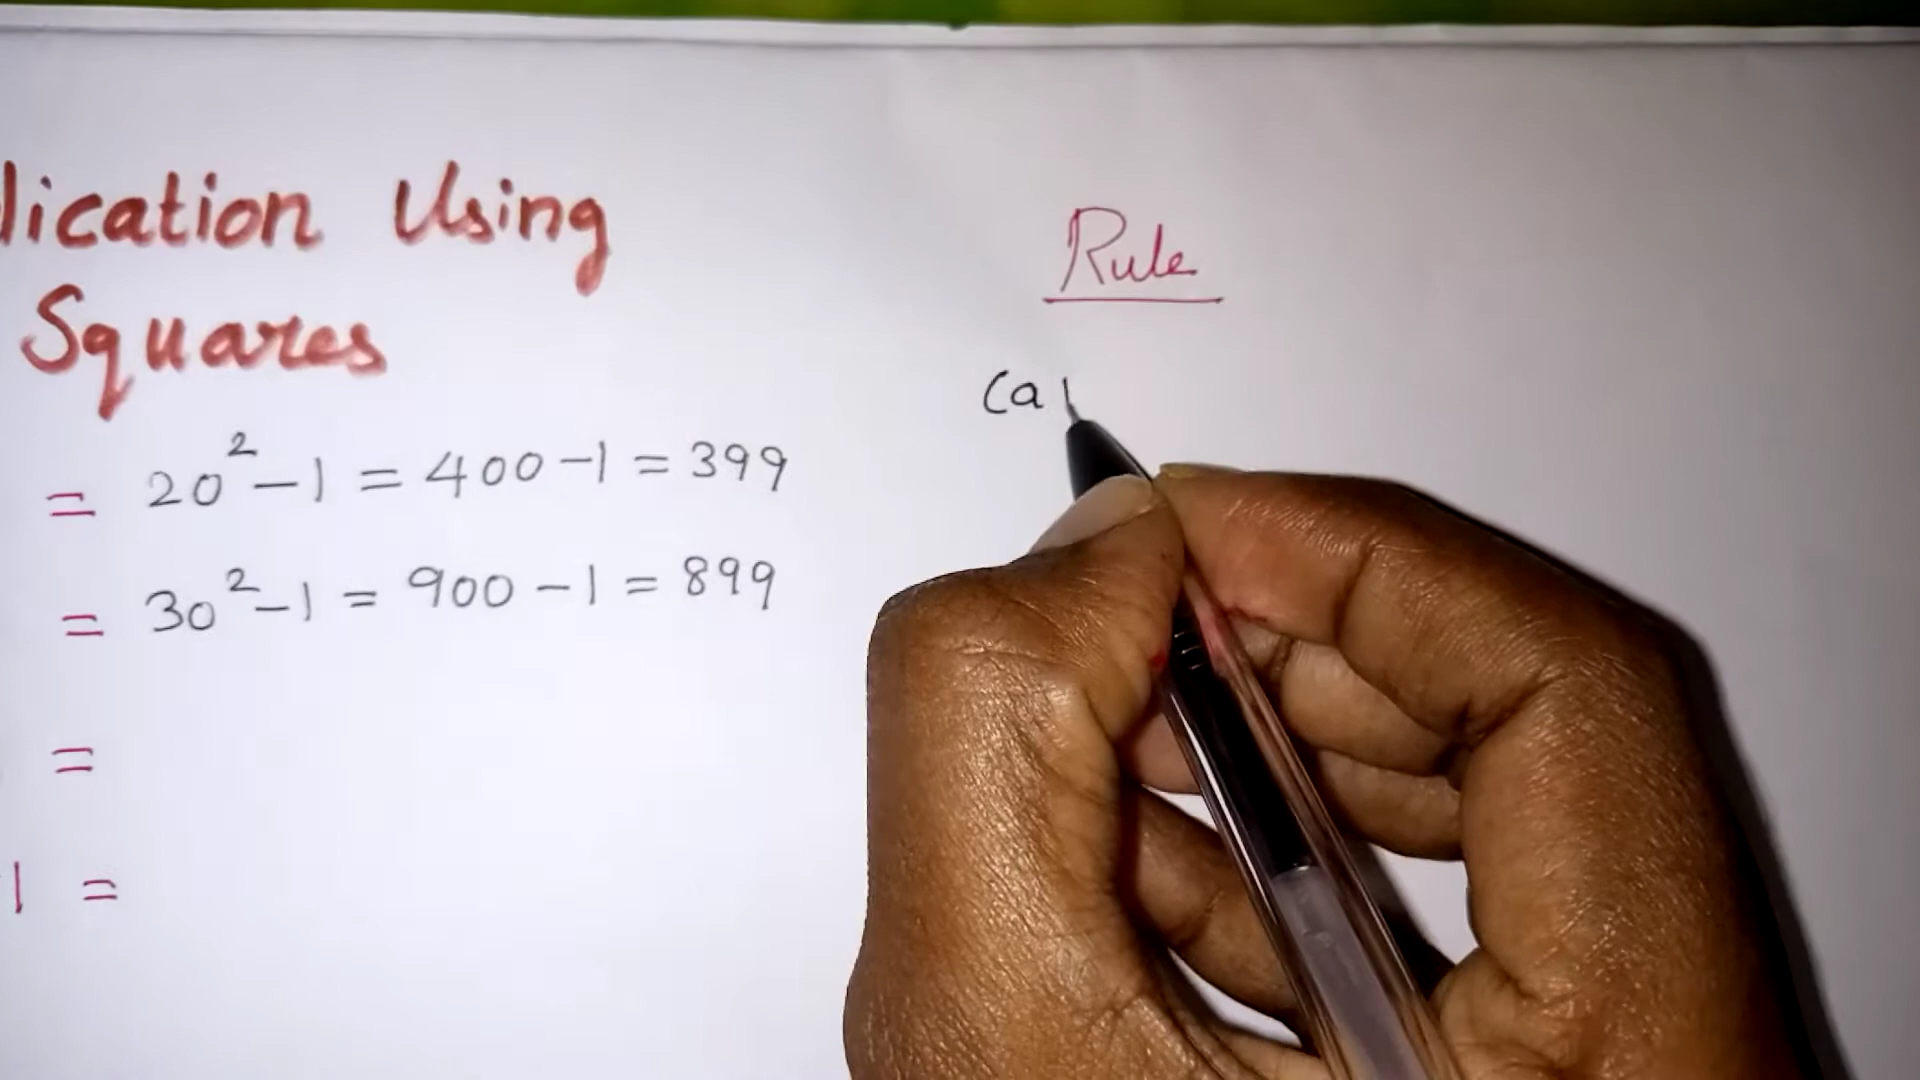 lication Using
Squares
= 20² - 1 = 400 - 1 = 399
= 30² - 1 = 900 - 1 = 899
=
1 =
Rule
(a